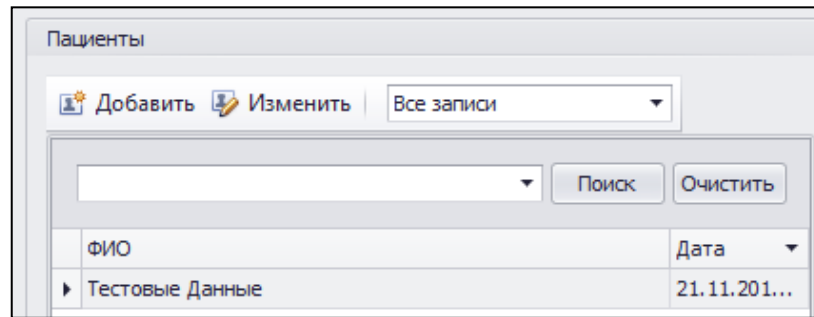 Пациенты
Добавить Изменить Все записи
Поиск Очистить
ФИО Дата
Тестовые Данные 21.11.201...